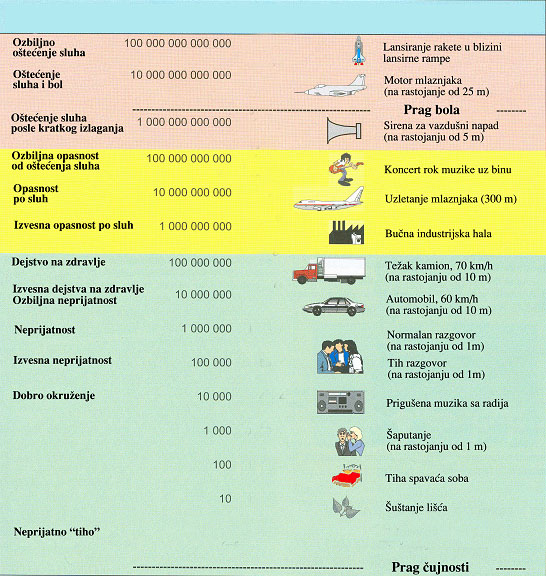 Ozbiljno
oštećenje sluha
100 000 000 000 000
Lansiranje rakete u blizini
lansirne rampe
Oštećenje
sluha i bol
10 000 000 000 000
Motor mlaznjaka
(na rastojanje od 25 m)
Prag bola
Oštećenje sluha
posle kratkog izlaganja
1 000 000 000 000
Sirena za vazdušni napad
(na rastojanju od 5 m)
Ozbiljna opasnost
od oštećenja sluha
100 000 000 000
Koncert rok muzike uz binu
Opasnost
po sluh
10 000 000 000
Uzletanje mlaznjaka (300 m)
Izvesna opasnost po sluh
1 000 000 000
Bučna industrijska hala
Dejstvo na zdravlje
100 000 000
Težak kamion, 70 km/h
(na rastojanju od 10 m)
Izvesna dejstva na zdravlje
Ozbiljna neprijatnost
10 000 000
Automobil, 60 km/h
(na rastojanju od 10 m)
Neprijatnost
1 000 000
Normalan razgovor
(na rastojanju od 1m)
Izvesna neprijatnost
100 000
Tih razgovor
(na rastojanju od 1m)
Dobro okruženje
10 000
Prigušena muzika sa radija
1 000
Šaputanje
(na rastojanju od 1 m)
100
Tiha spavaća soba
10
Šuštanje lišća
Neprijatno “tiho”
Prag čujnosti